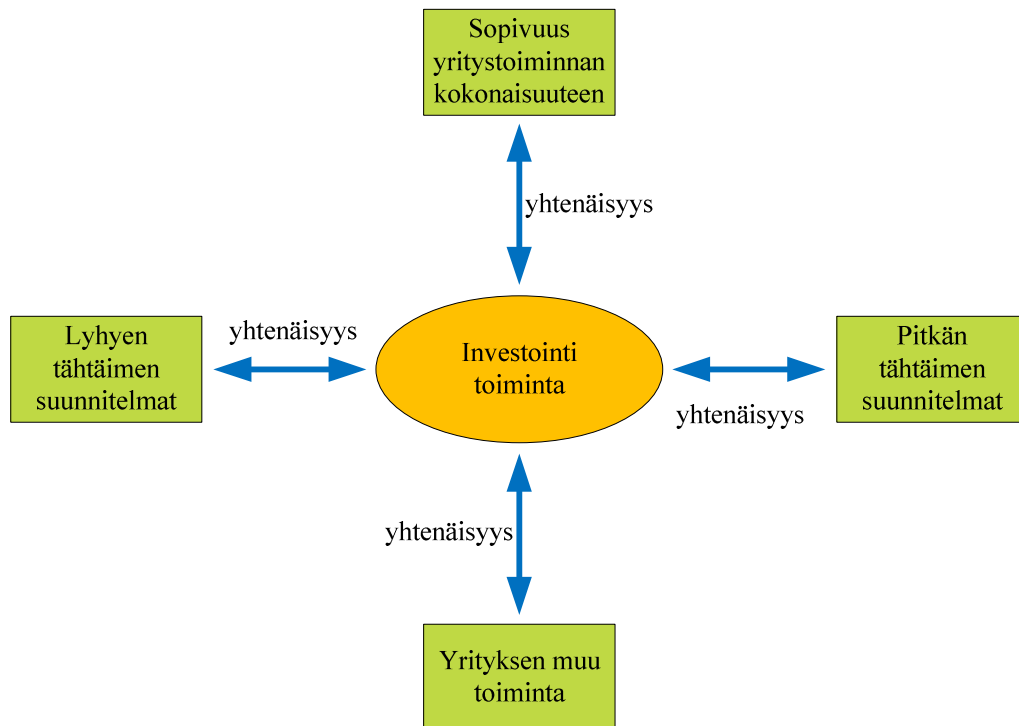 Sopivuus
yritystoiminnan
kokonaisuuteen
yhtenäisyys
Lyhyen
tähtäimen
suunnitelmat
yhtenäisyys
Investointi
toiminta
yhtenäisyys
Pitkän
tähtäimen
suunnitelmat
yhtenäisyys
Yrityksen muu
toiminta